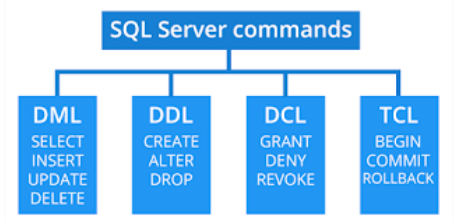 SQL Server commands
DML
SELECT
INSERT
UPDATE
DELETE
DDL
CREATE
ALTER
DROP
DCL
GRANT
DENY
REVOKE
TCL
BEGIN
COMMIT
ROLLBACK